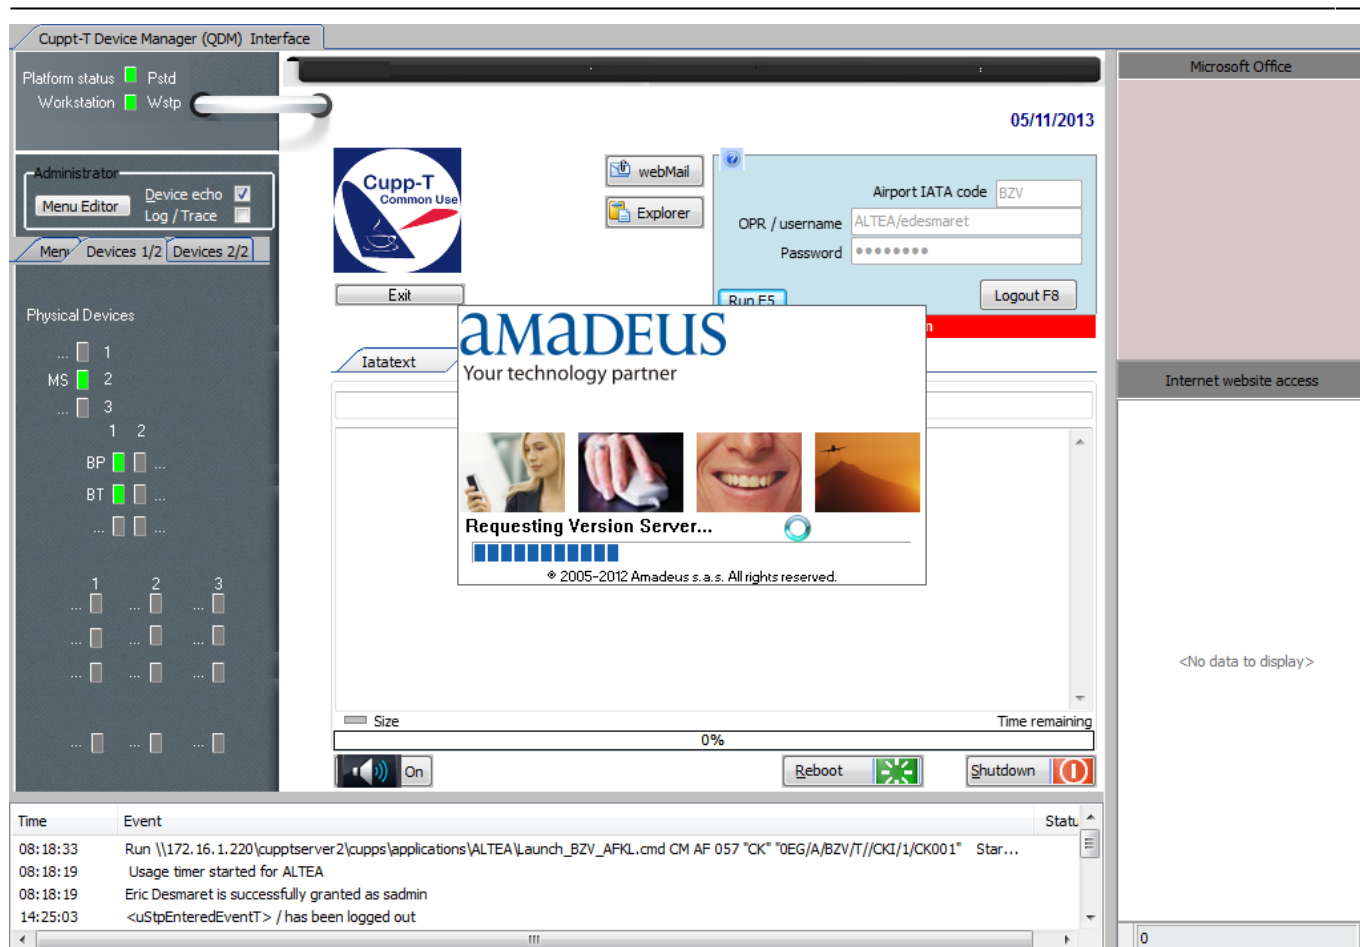 Cuppt-T Device Manager (QDM) Interface
Platform status Pstd
Workstation Wstp
Administrator
Menu Editor
Device echo
Log / Trace
Menu Devices 1/2 Devices 2/2
Physical Devices
... 1
MS 2
... 3
1 2
BP ...
BT ...
...
1 2 3
... ... ...
... ... ...
... ... ...
... ... ...
05/11/2013
Cupp-T
Common Use
Exit
webMail
Explorer
Airport IATA code BZV
OPR / username ALTEA/edesmaret
Password ••••••••
Run F5
Logout F8
Iatatext
aMaDEUS
Your technology partner
Requesting Version Server...
© 2005-2012 Amadeus s.a.s. All rights reserved.
Size
Time remaining
0%
On
Reboot
Shutdown
Microsoft Office
Internet website access
<No data to display>
0
Time Event Statu
08:18:33 Run \\172.16.1.220\cupptserver2\cupps\applications\ALTEA\Launch_BZV_AFKL.cmd CM AF 057 "CK" "0EG/A/BZV/T//CKI/1/CK001" Star...
08:18:19 Usage timer started for ALTEA
08:18:19 Eric Desmaret is successfully granted as sadmin
14:25:03 <uStpEnteredEventT> / has been logged out